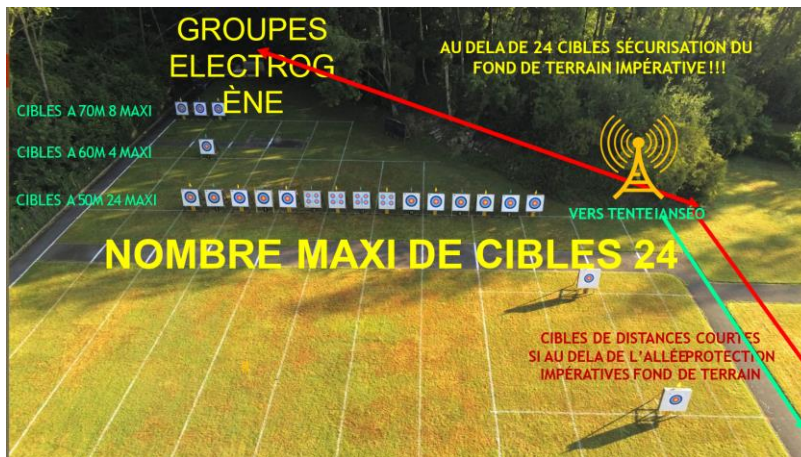 GROUPES
ELECTROG
ÈNE
AU DELA DE 24 CIBLES SÉCURISATION DU
FOND DE TERRAIN IMPÉRATIVE !!!
CIBLES A 70M 8 MAXI
CIBLES A 60M 4 MAXI
CIBLES A 50M 24 MAXI
VERS TENTE IANSÉO
NOMBRE MAXI DE CIBLES 24
CIBLES DE DISTANCES COURTES
SI AU DELA DE L'ALLÉEPROTECTION
IMPÉRATIVES FOND DE TERRAIN